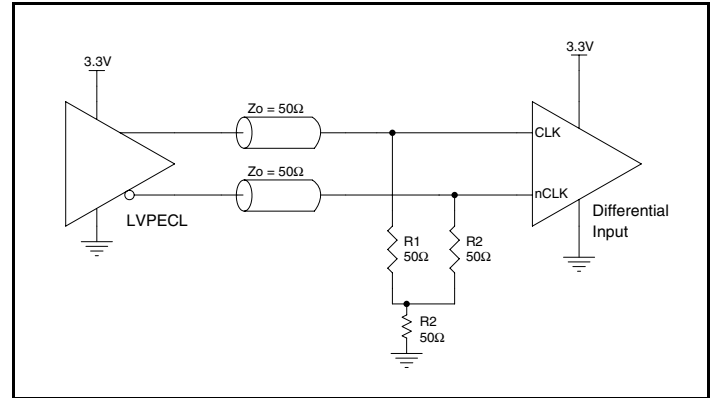 3.3V
3.3V
Zo = 50Ω
CLK
Zo = 50Ω
nCLK
LVPECL
Differential
Input
R1
50Ω
R2
50Ω
R2
50Ω